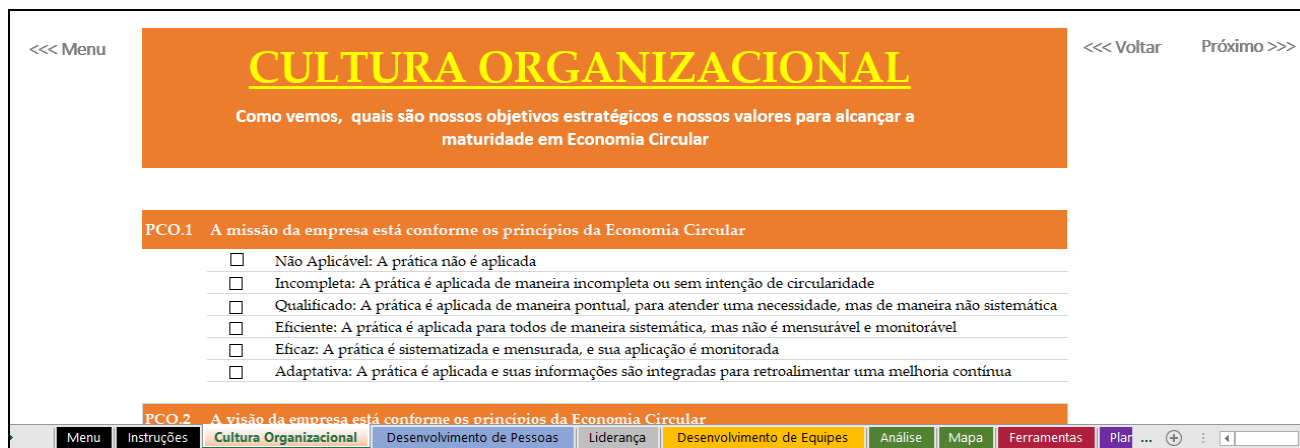 <<< Menu
CULTURA ORGANIZACIONAL
<<< Voltar
Próximo >>>
Como vemos, quais são nossos objetivos estratégicos e nossos valores para alcançar a
maturidade em Economia Circular
PCO.1 A missão da empresa está conforme os princípios da Economia Circular
Não Aplicável: A prática não é aplicada
Incompleta: A prática é aplicada de maneira incompleta ou sem intenção de circularidade
Qualificado: A prática é aplicada de maneira pontual, para atender uma necessidade, mas de maneira não sistemática
Eficiente: A prática é aplicada para todos de maneira sistemática, mas não é mensurável e monitorável
Eficaz: A prática é sistematizada e mensurada, e sua aplicação é monitorada
Adaptativa: A prática é aplicada e suas informações são integradas para retroalimentar uma melhoria contínua
PCO.2 A visão da empresa está conforme os princípios da Economia Circular
Menu Instruções Cultura Organizacional Desenvolvimento de Pessoas Liderança Desenvolvimento de Equipes Análise Mapa Ferramentas Plar ...